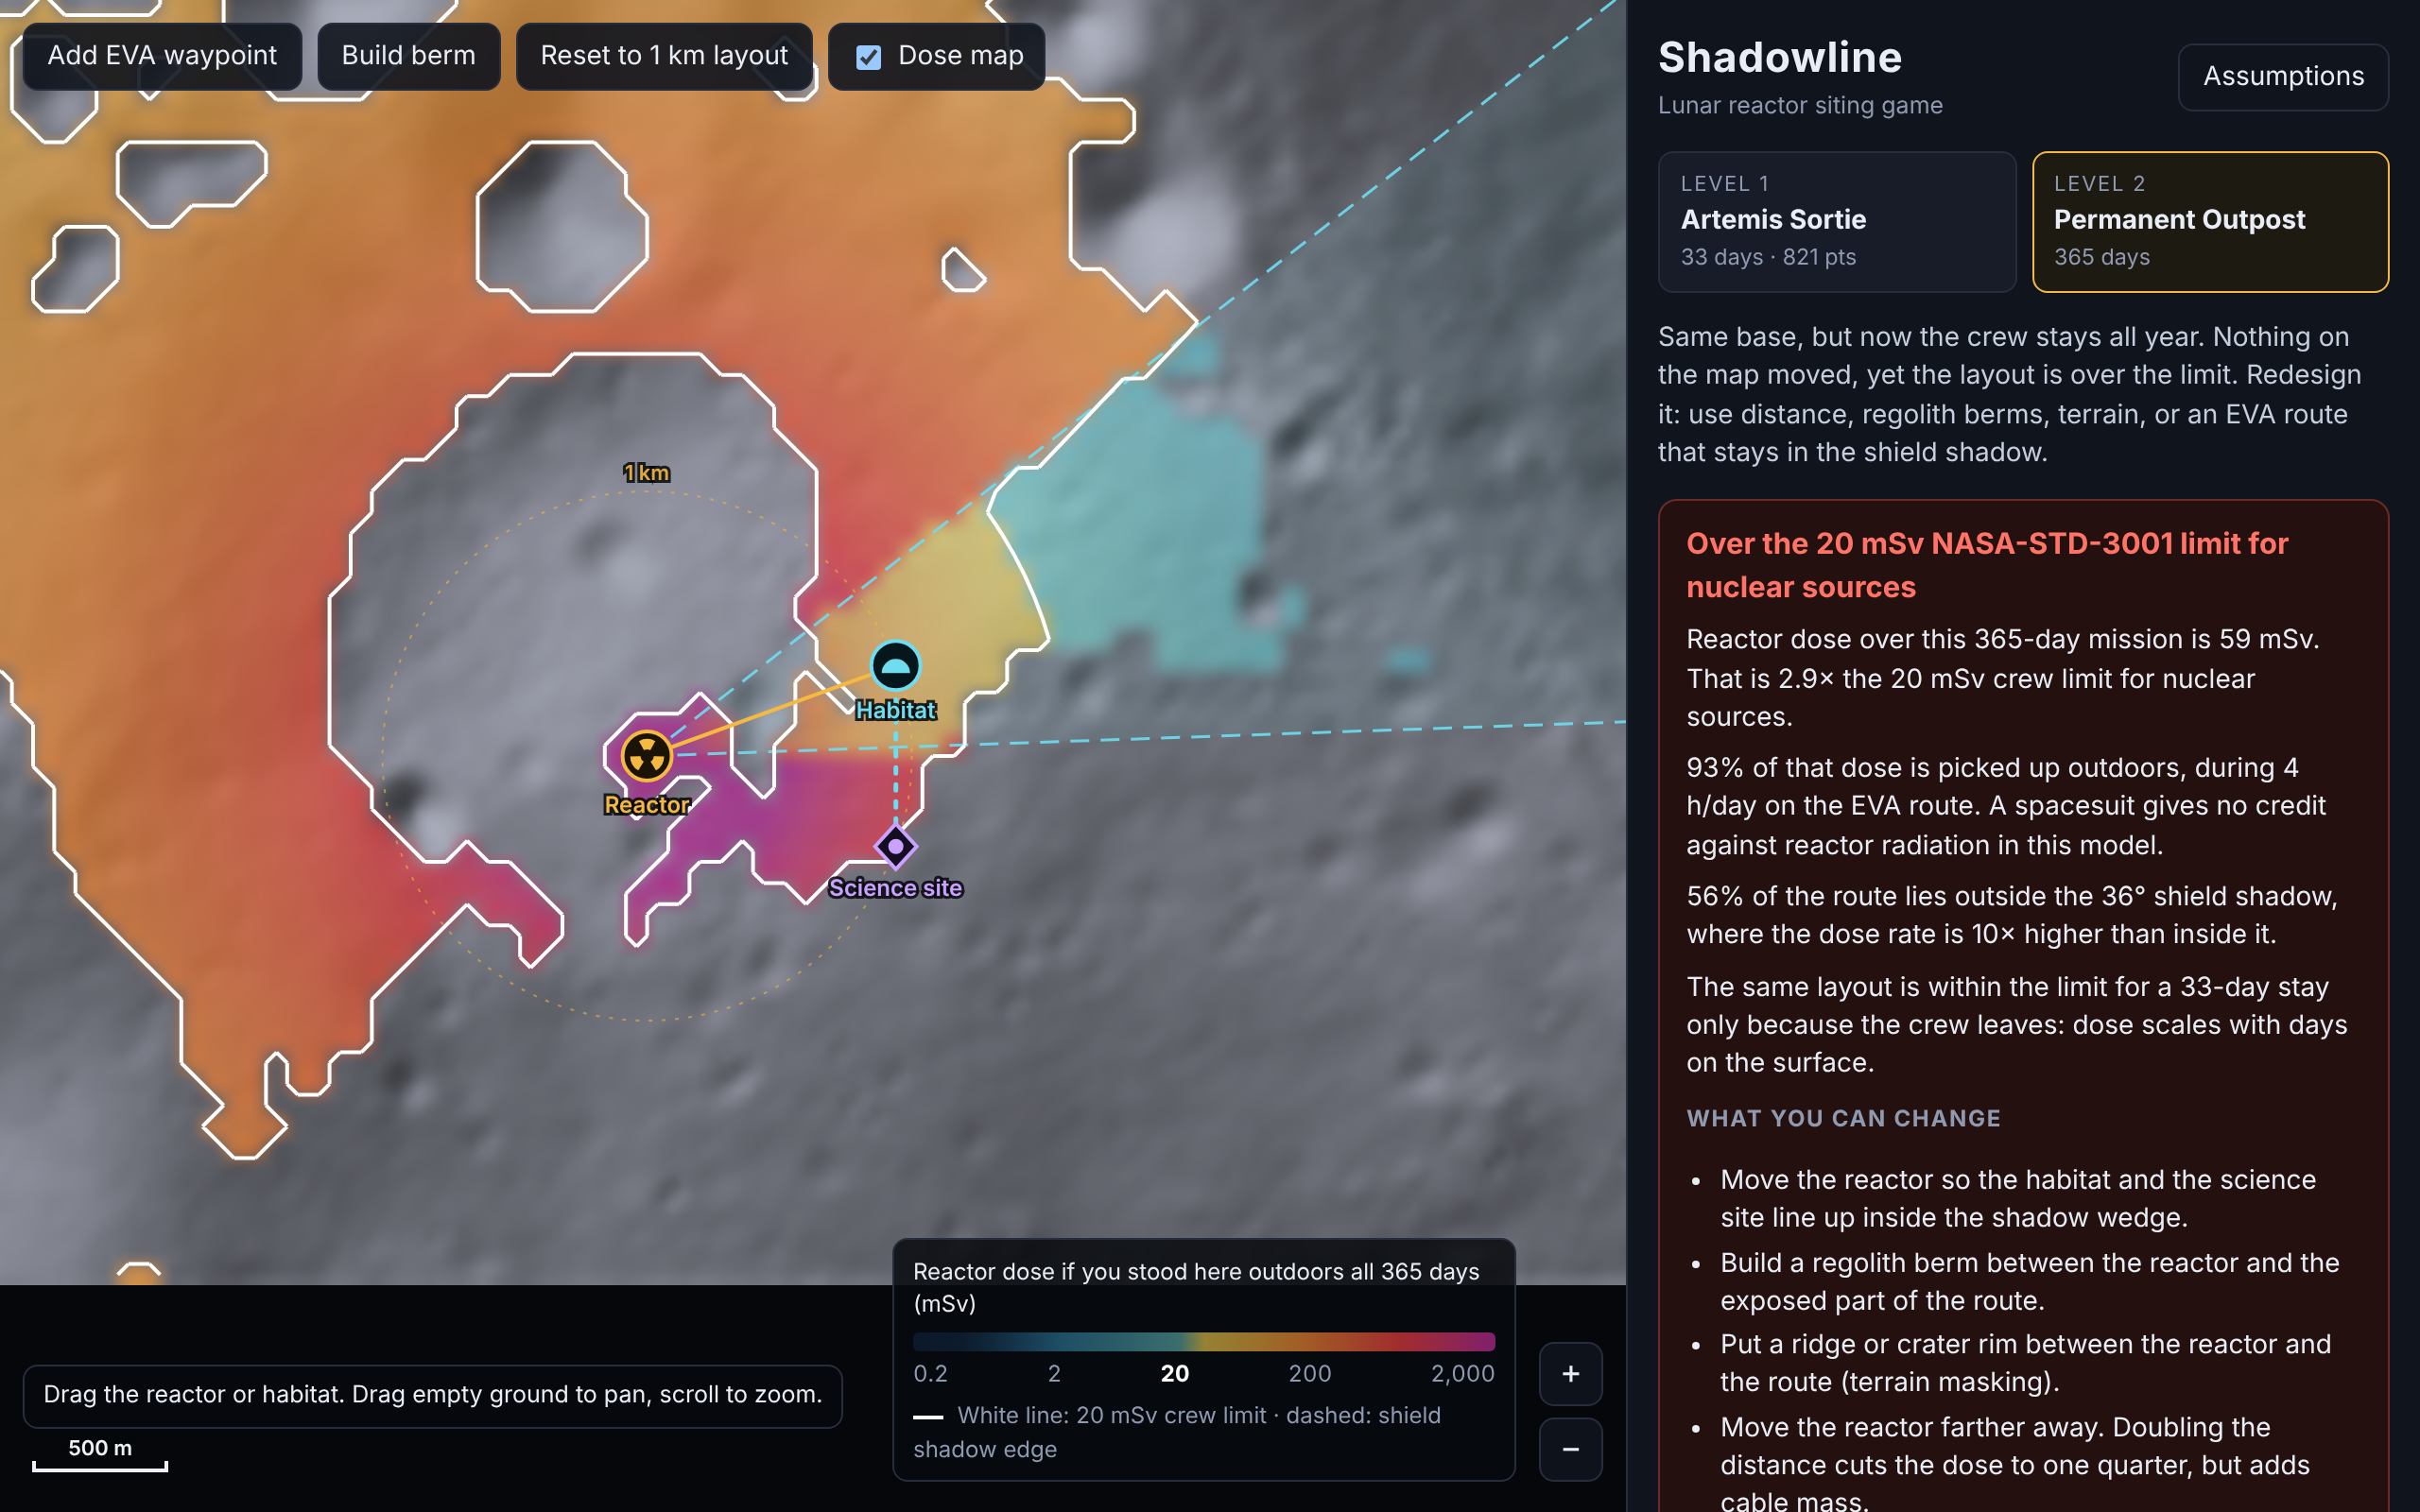 Add EVA waypoint
Build berm
Reset to 1 km layout
Dose map
1 km
Habitat
Reactor
Science site
Drag the reactor or habitat. Drag empty ground to pan, scroll to zoom.
500 m
Reactor dose if you stood here outdoors all 365 days
(mSv)
0.2 2 20 200 2,000
White line: 20 mSv crew limit · dashed: shield
shadow edge
+
−
Shadowline
Lunar reactor siting game
Assumptions
LEVEL 1
Artemis Sortie
33 days · 821 pts
LEVEL 2
Permanent Outpost
365 days
Same base, but now the crew stays all year. Nothing on
the map moved, yet the layout is over the limit. Redesign
it: use distance, regolith berms, terrain, or an EVA route
that stays in the shield shadow.
Over the 20 mSv NASA-STD-3001 limit for
nuclear sources
Reactor dose over this 365-day mission is 59 mSv.
That is 2.9× the 20 mSv crew limit for nuclear
sources.
93% of that dose is picked up outdoors, during 4
h/day on the EVA route. A spacesuit gives no credit
against reactor radiation in this model.
56% of the route lies outside the 36° shield shadow,
where the dose rate is 10× higher than inside it.
The same layout is within the limit for a 33-day stay
only because the crew leaves: dose scales with days
on the surface.
WHAT YOU CAN CHANGE
• Move the reactor so the habitat and the science
site line up inside the shadow wedge.
• Build a regolith berm between the reactor and the
exposed part of the route.
• Put a ridge or crater rim between the reactor and
the route (terrain masking).
• Move the reactor farther away. Doubling the
distance cuts the dose to one quarter, but adds
cable mass.